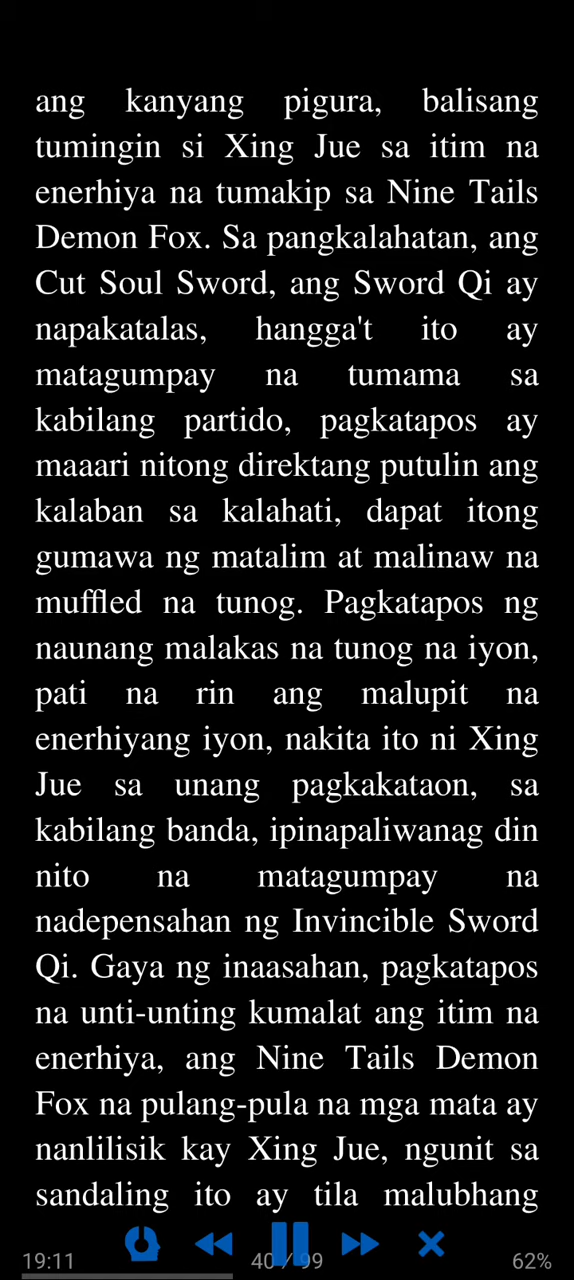 ang kanyang pigura, balisang
tumingin si Xing Jue sa itim na
enerhiya na tumakip sa Nine Tails
Demon Fox. Sa pangkalahatan, ang
Cut Soul Sword, ang Sword Qi ay
napakatalas, hangga't ito ay
matagumpay na tumama sa
kabilang partido, pagkatapos ay
maaari nitong direktang putulin ang
kalaban sa kalahati, dapat itong
gumawa ng matalim at malinaw na
muffled na tunog. Pagkatapos ng
naunang malakas na tunog na iyon,
pati na rin ang malupit na
enerhiyang iyon, nakita ito ni Xing
Jue sa unang pagkakataon, sa
kabilang banda, ipinapaliwanag din
nito na matagumpay na
nadepensahan ng Invincible Sword
Qi. Gaya ng inaasahan, pagkatapos
na unti-unting kumalat ang itim na
enerhiya, ang Nine Tails Demon
Fox na pulang-pula na mga mata ay
nanlilisik kay Xing Jue, ngunit sa
sandaling ito ay tila malubhang
19:11 40 / 99 62%